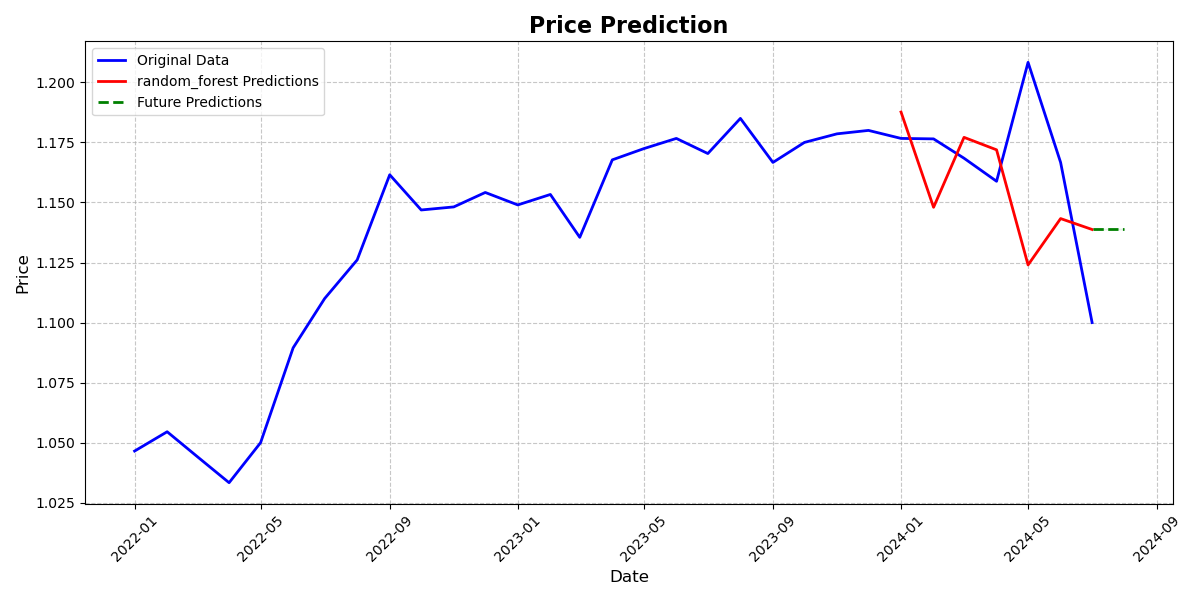 Price Prediction
Original Data
random_forest Predictions
Future Predictions
1.200
1.175
1.150
1.125
1.100
1.075
1.050
1.025
Price
2022-01
2022-05
2022-09
2023-01
2023-05
2023-09
2024-01
2024-05
2024-09
Date